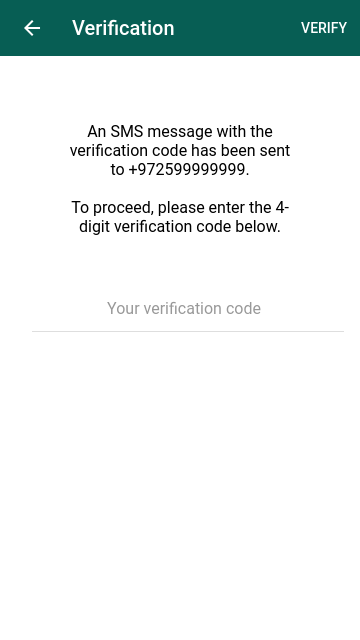 Verification
VERIFY
An SMS message with the
verification code has been sent
to +972599999999.
To proceed, please enter the 4-
digit verification code below.
Your verification code